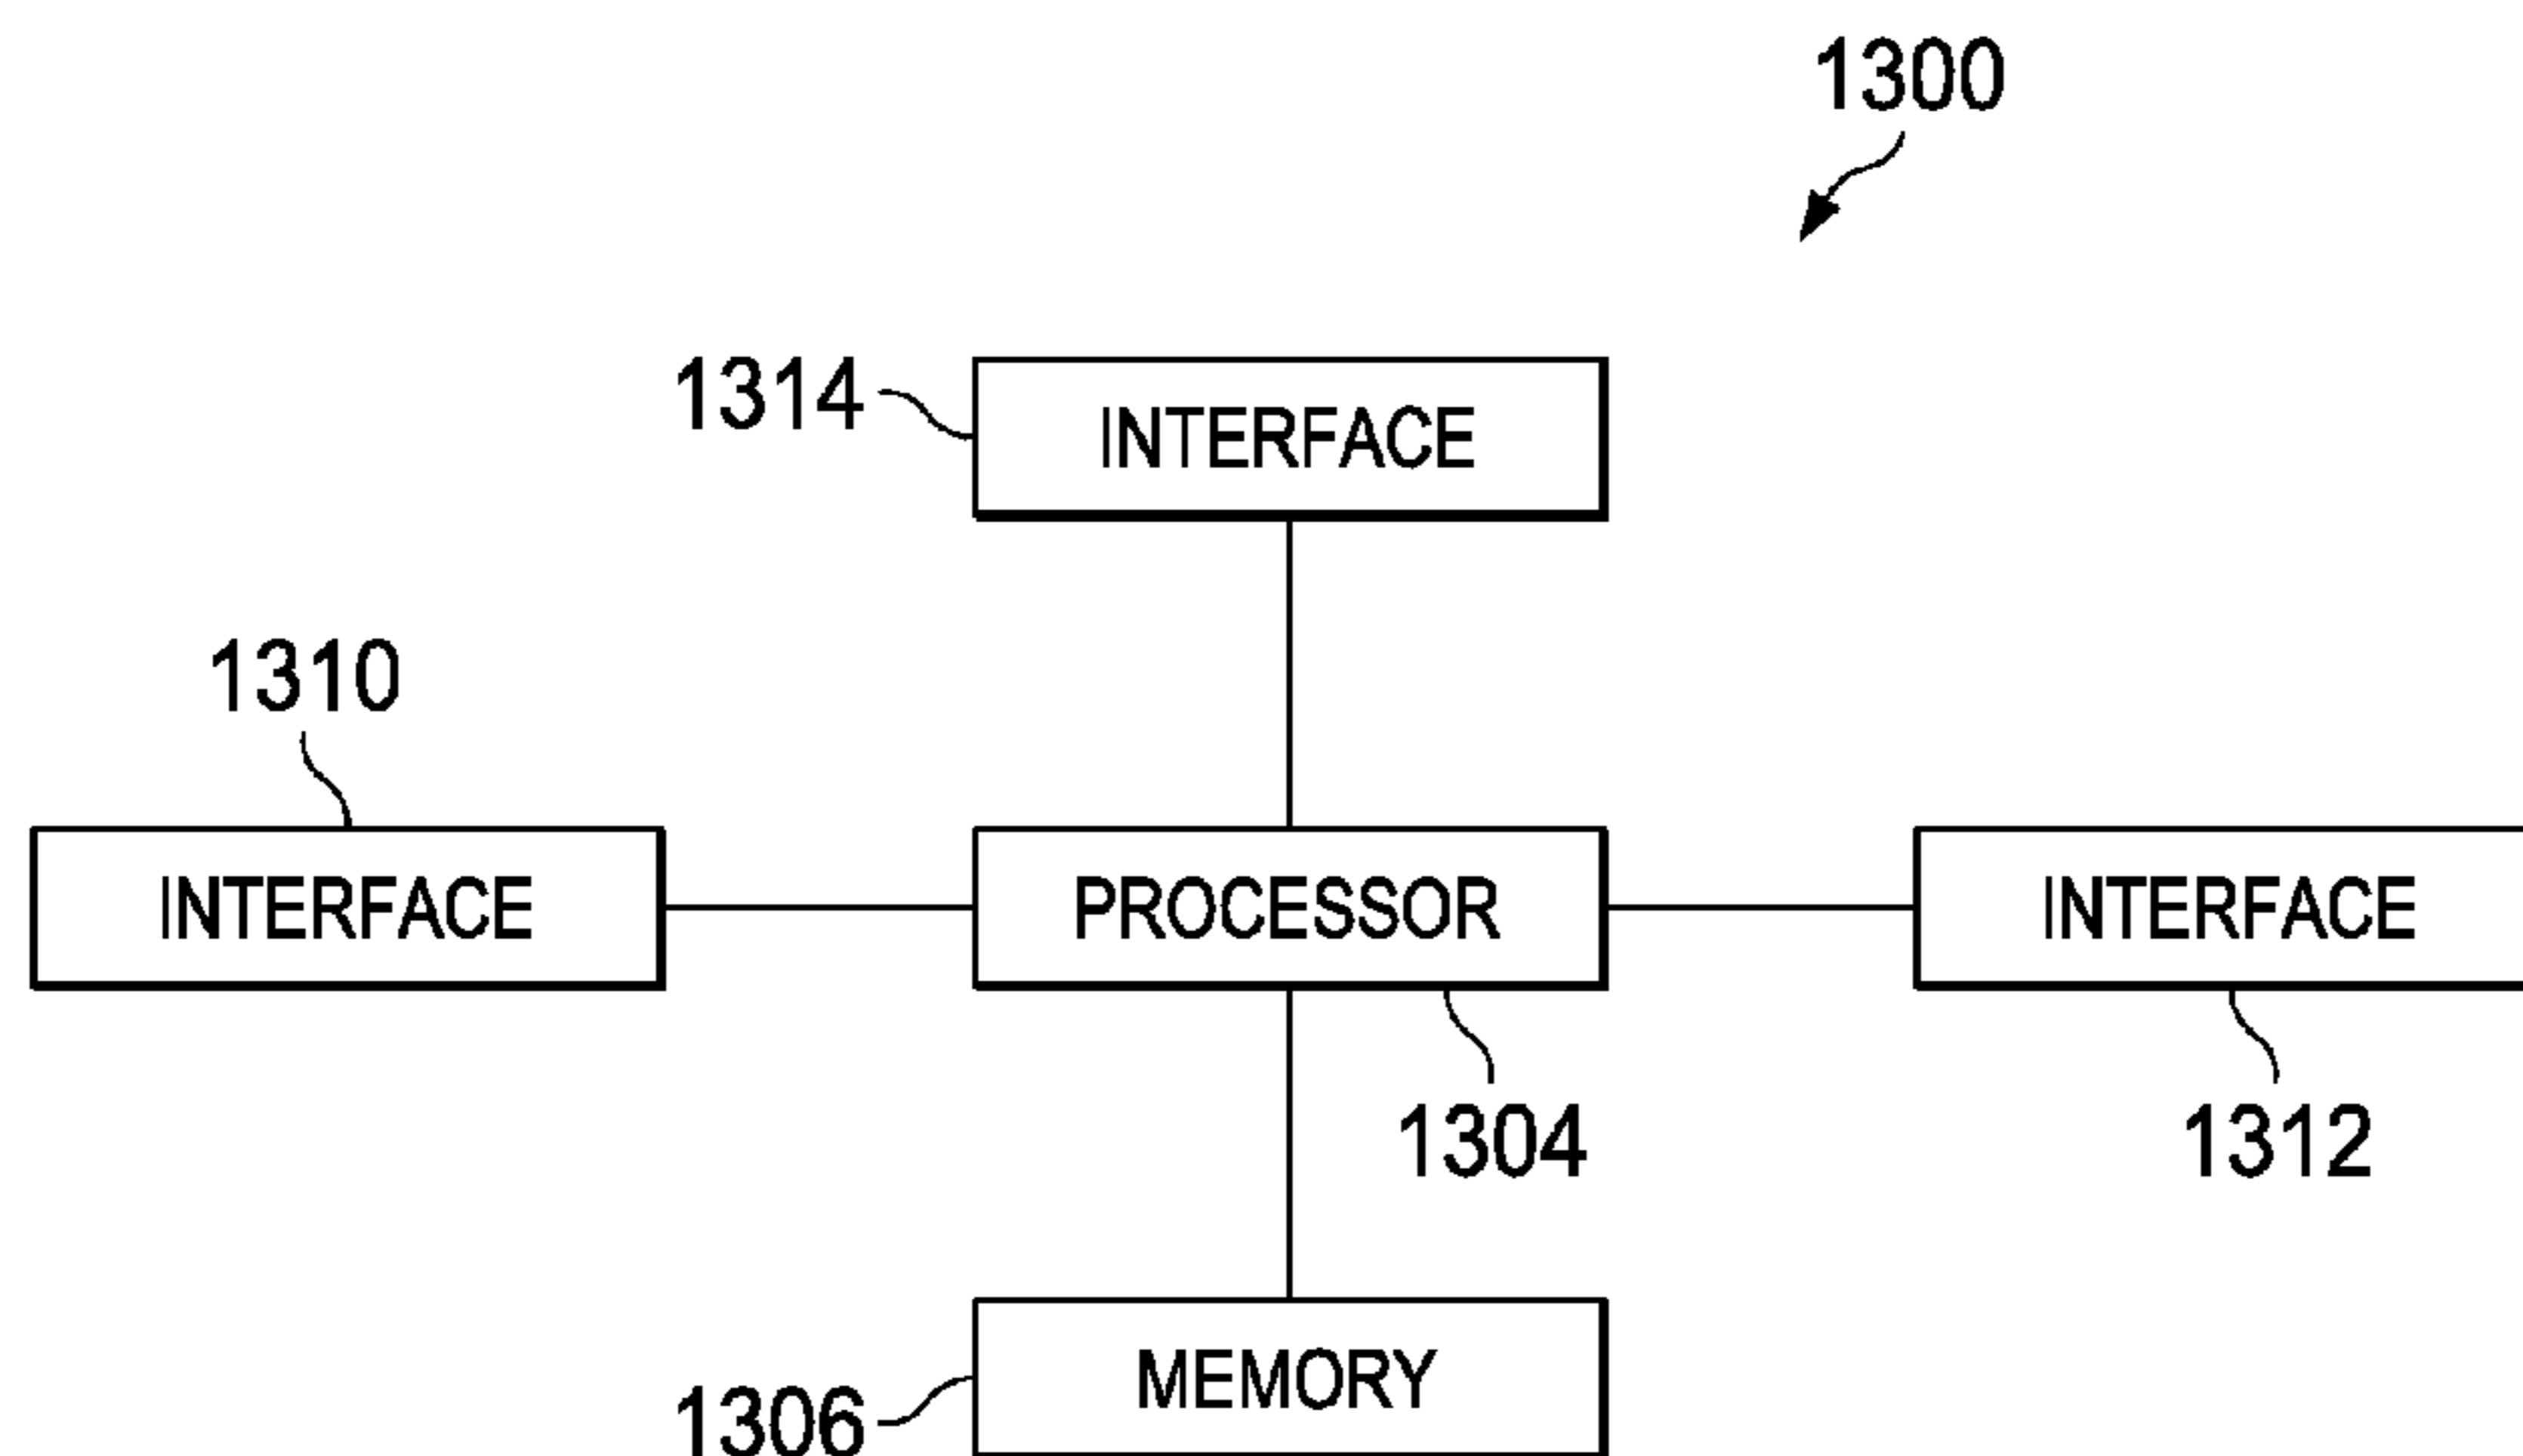 1300
1314
INTERFACE
1310
INTERFACE
PROCESSOR
INTERFACE
1304
1312
MEMORY
1306